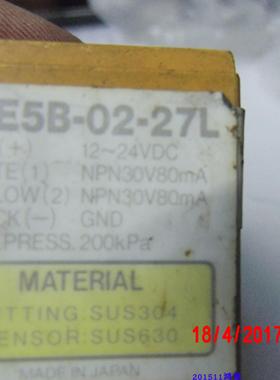 E5B-02-27L
(+) 12~24VDC
TE(1) NPN30V80mA
LOW(2) NPN30V80mA
CK(−) GND
.PRESS. 200kPa
MATERIAL
ITTING:SUS304
ENSOR:SUS630
MADE IN JAPAN
18/4/2017